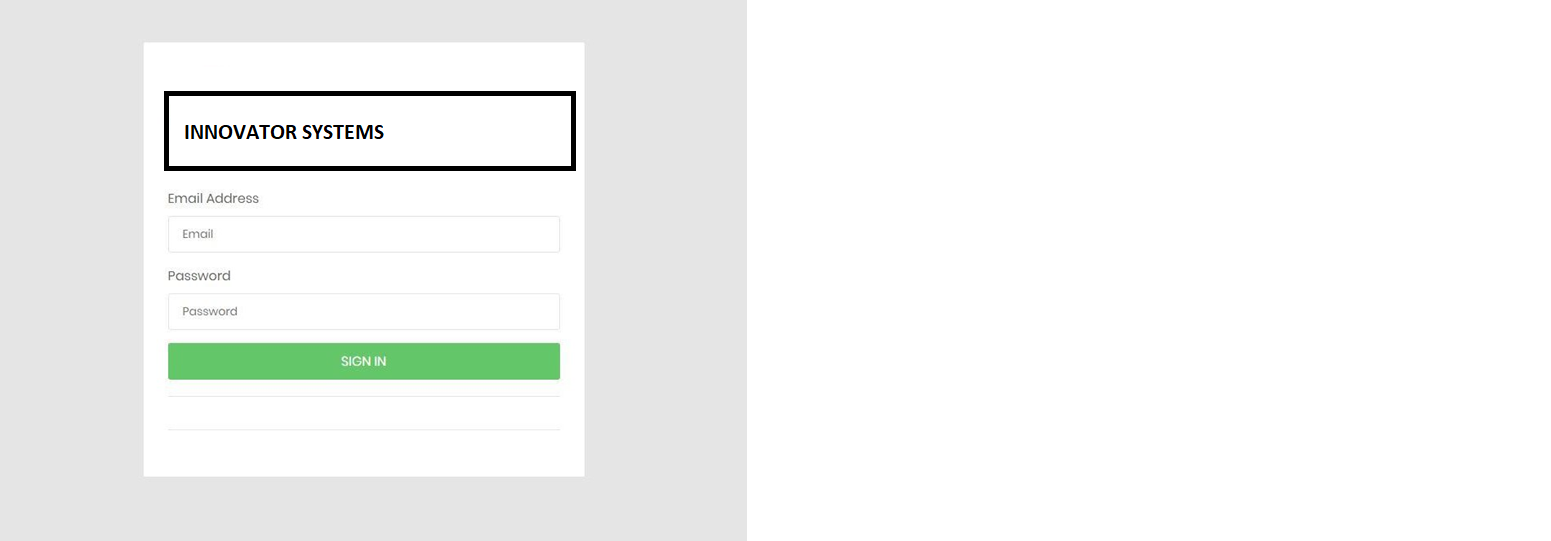 INNOVATOR SYSTEMS
Email Address
Email
Password
Password
SIGN IN